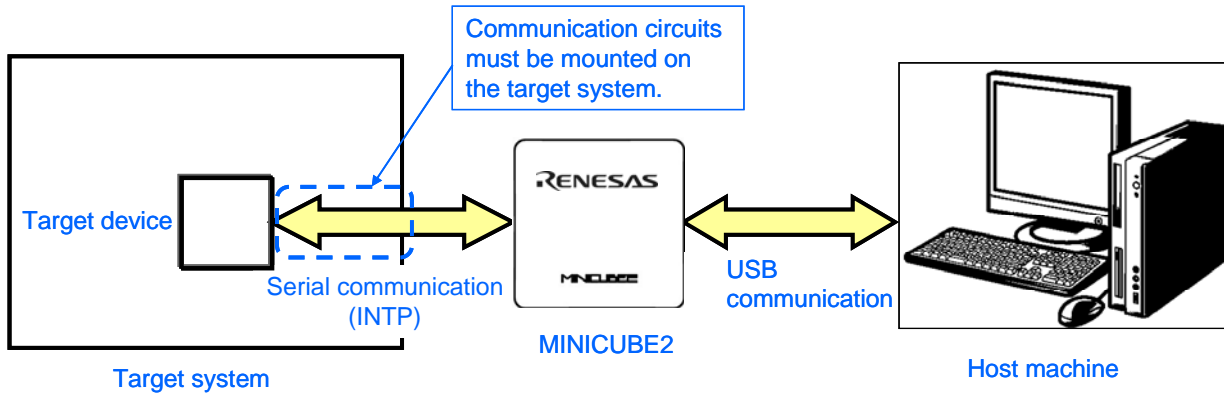 Communication circuits
must be mounted on
the target system.
RENESAS
Target device
MINICUBE2
Serial communication
(INTP)
USB
communication
MINICUBE2
Host machine
Target system